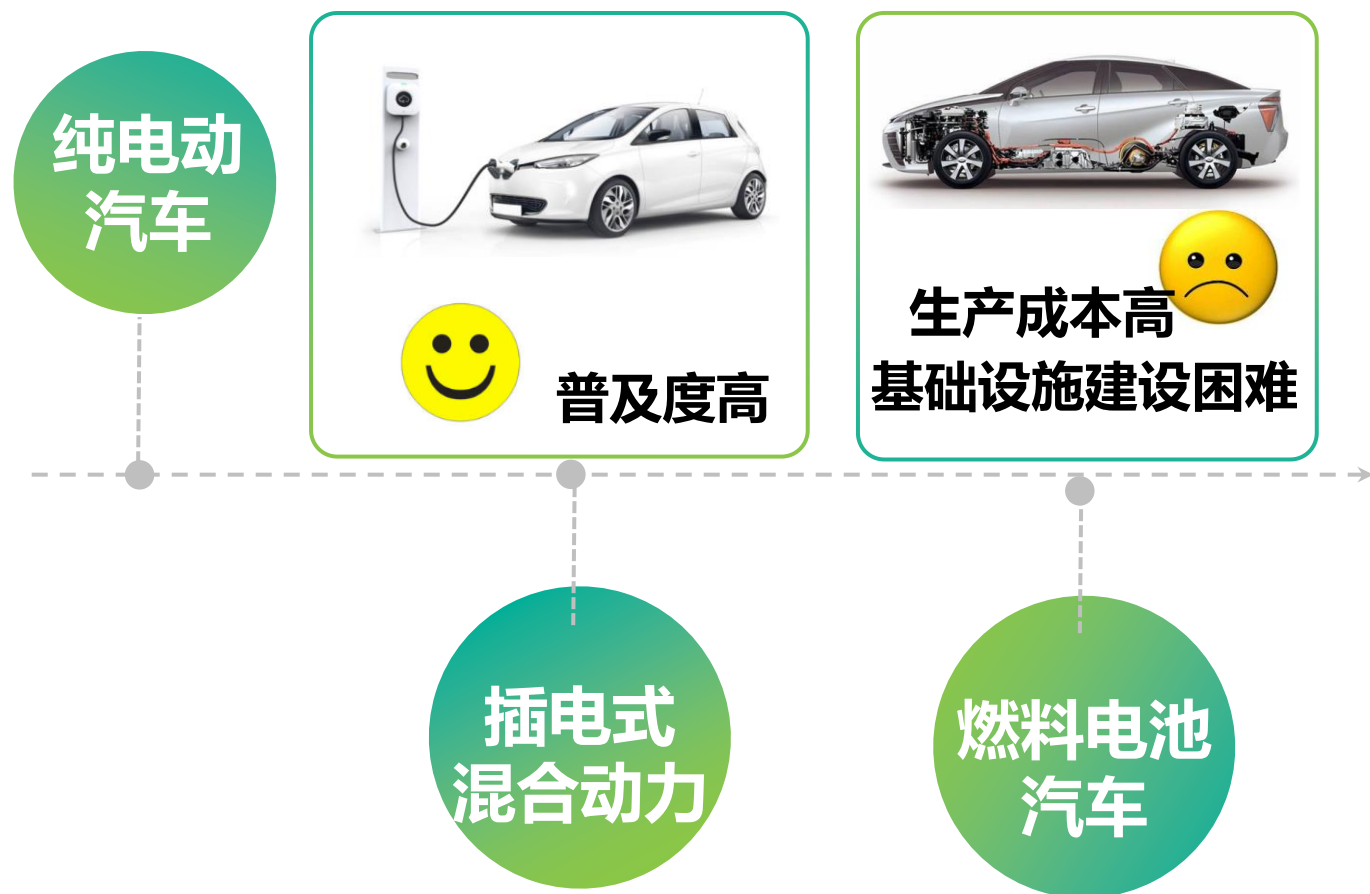 纯电动
汽车
普及度高
生产成本高
基础设施建设困难
插电式
混合动力
燃料电池
汽车